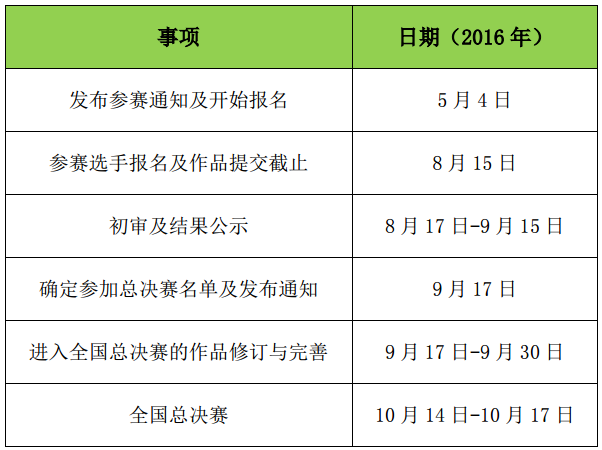 事项 日期（2016 年）
发布参赛通知及开始报名 5 月 4 日
参赛选手报名及作品提交截止 8 月 15 日
初审及结果公示 8 月 17 日-9 月 15 日
确定参加总决赛名单及发布通知 9 月 17 日
进入全国总决赛的作品修订与完善 9 月 17 日-9 月 30 日
全国总决赛 10 月 14 日-10 月 17 日